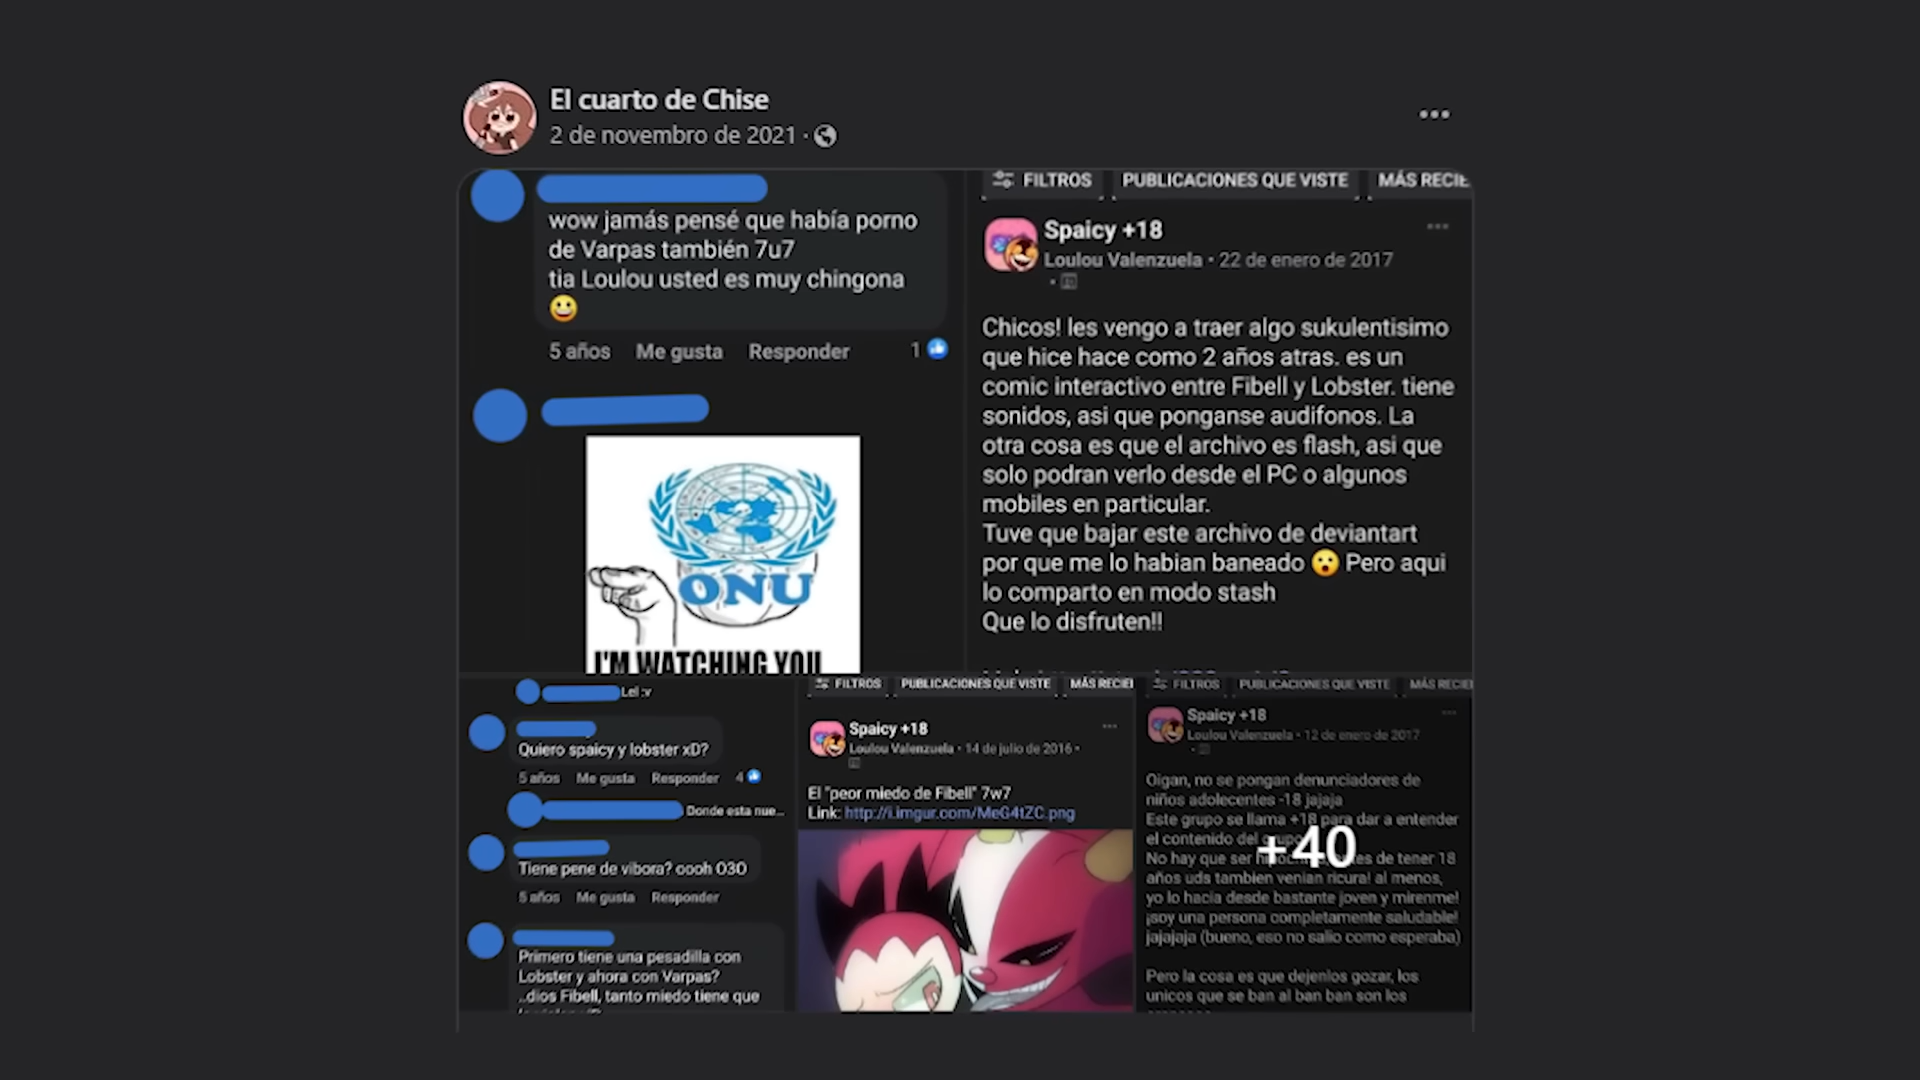 El cuarto de Chise
2 de novembro de 2021 ·
wow jamás pensé que había porno
de Varpas también 7u7
tia Loulou usted es muy chingona
5 años Me gusta Responder 1
ONU
I'M WATCHING YOU
FILTROS PUBLICACIONES QUE VISTE MÁS RECIE
Spaicy +18
Loulou Valenzuela · 22 de enero de 2017
Chicos! les vengo a traer algo sukulentisimo
que hice hace como 2 años atras. es un
comic interactivo entre Fibell y Lobster. tiene
sonidos, asi que ponganse audifonos. La
otra cosa es que el archivo es flash, asi que
solo podran verlo desde el PC o algunos
mobiles en particular.
Tuve que bajar este archivo de deviantart
por que me lo habian baneado Pero aqui
lo comparto en modo stash
Que lo disfruten!!
Lel :v
Quiero spaicy y lobster xD?
5 años Me gusta Responder 4
Donde esta nue...
Tiene pene de vibora? oooh O3O
5 años Me gusta Responder
Primero tiene una pesadilla con
Lobster y ahora con Varpas?
..dios Fibell, tanto miedo tiene que
FILTROS PUBLICACIONES QUE VISTE MÁS RECIEI
Spaicy +18
Loulou Valenzuela · 14 de julio de 2016 ·
El "peor miedo de Fibell" 7w7
Link: http://i.imgur.com/MeG4tZC.png
FILTROS PUBLICACIONES QUE VISTE MÁS RECIE
Spaicy +18
Loulou Valenzuela · 12 de enero de 2017
Oigan, no se pongan denunciadores de
niños adolecentes -18 jajaja
Este grupo se llama +18 para dar a entender
el contenido del
+40
No hay que ser de tener 18
años uds tambien venian ricura! al menos,
yo lo hacia desde bastante joven y mirenme!
¡soy una persona completamente saludable!
jajajaja (bueno, eso no salio como esperaba)
Pero la cosa es que dejenlos gozar, los
unicos que se ban al ban ban son los